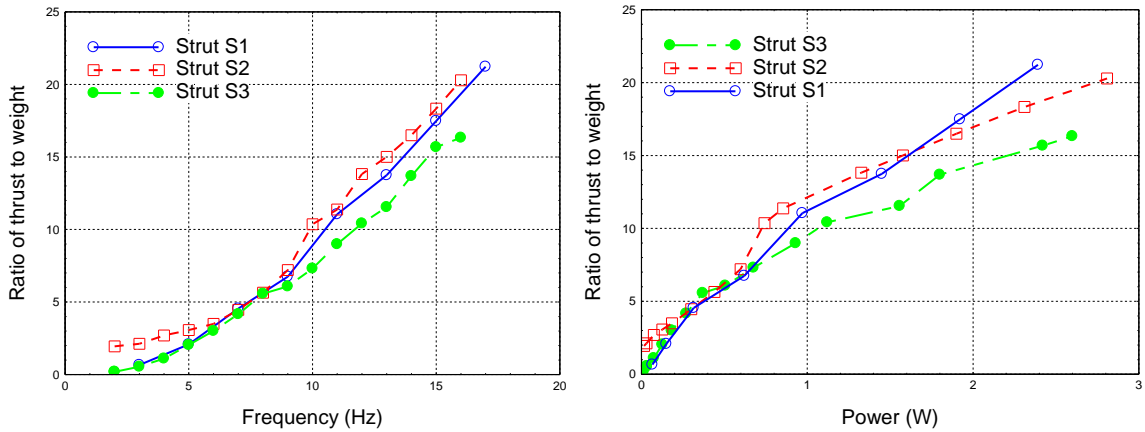 25
20
15
10
5
0
Ratio of thrust to weight
Strut S1
Strut S2
Strut S3
0
5
10
15
20
Frequency (Hz)
25
20
15
10
5
0
Ratio of thrust to weight
Strut S3
Strut S2
Strut S1
0
1
2
3
Power (W)